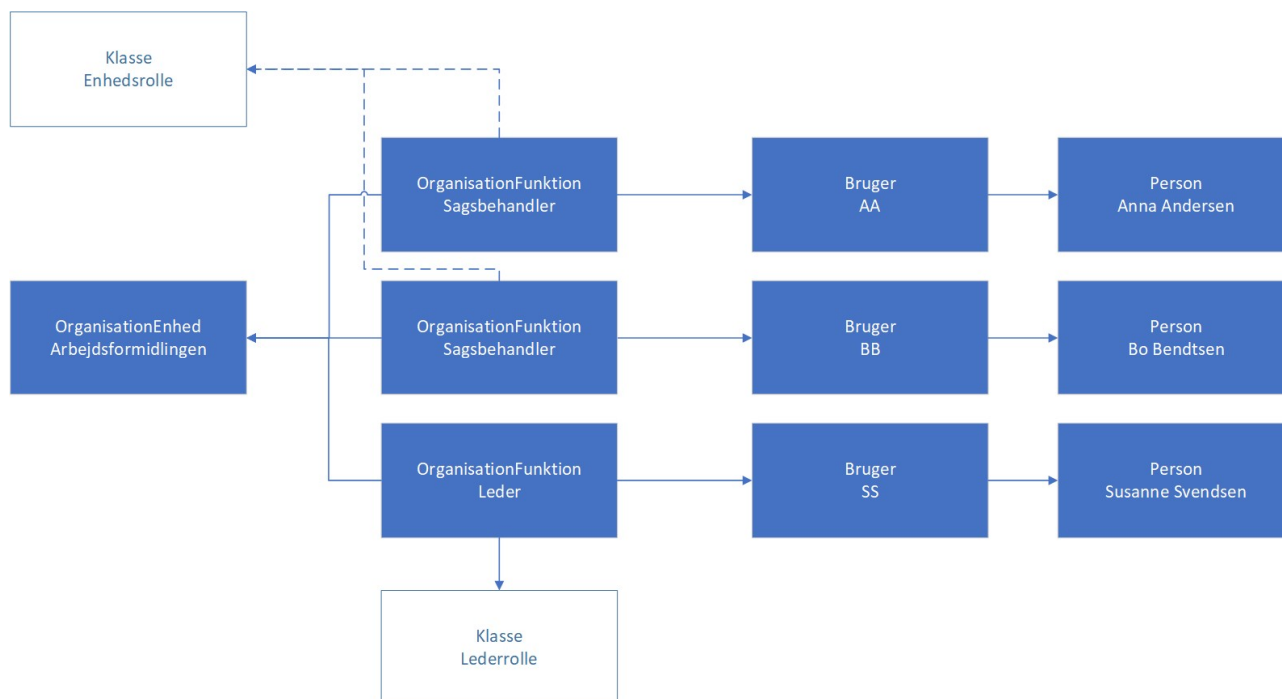 Klasse
Enhedsrolle
OrganisationFunktion
Sagsbehandler
Bruger
AA
Person
Anna Andersen
OrganisationEnhed
Arbejdsformidlingen
OrganisationFunktion
Sagsbehandler
Bruger
BB
Person
Bo Bendtsen
OrganisationFunktion
Leder
Bruger
SS
Person
Susanne Svendsen
Klasse
Lederrolle